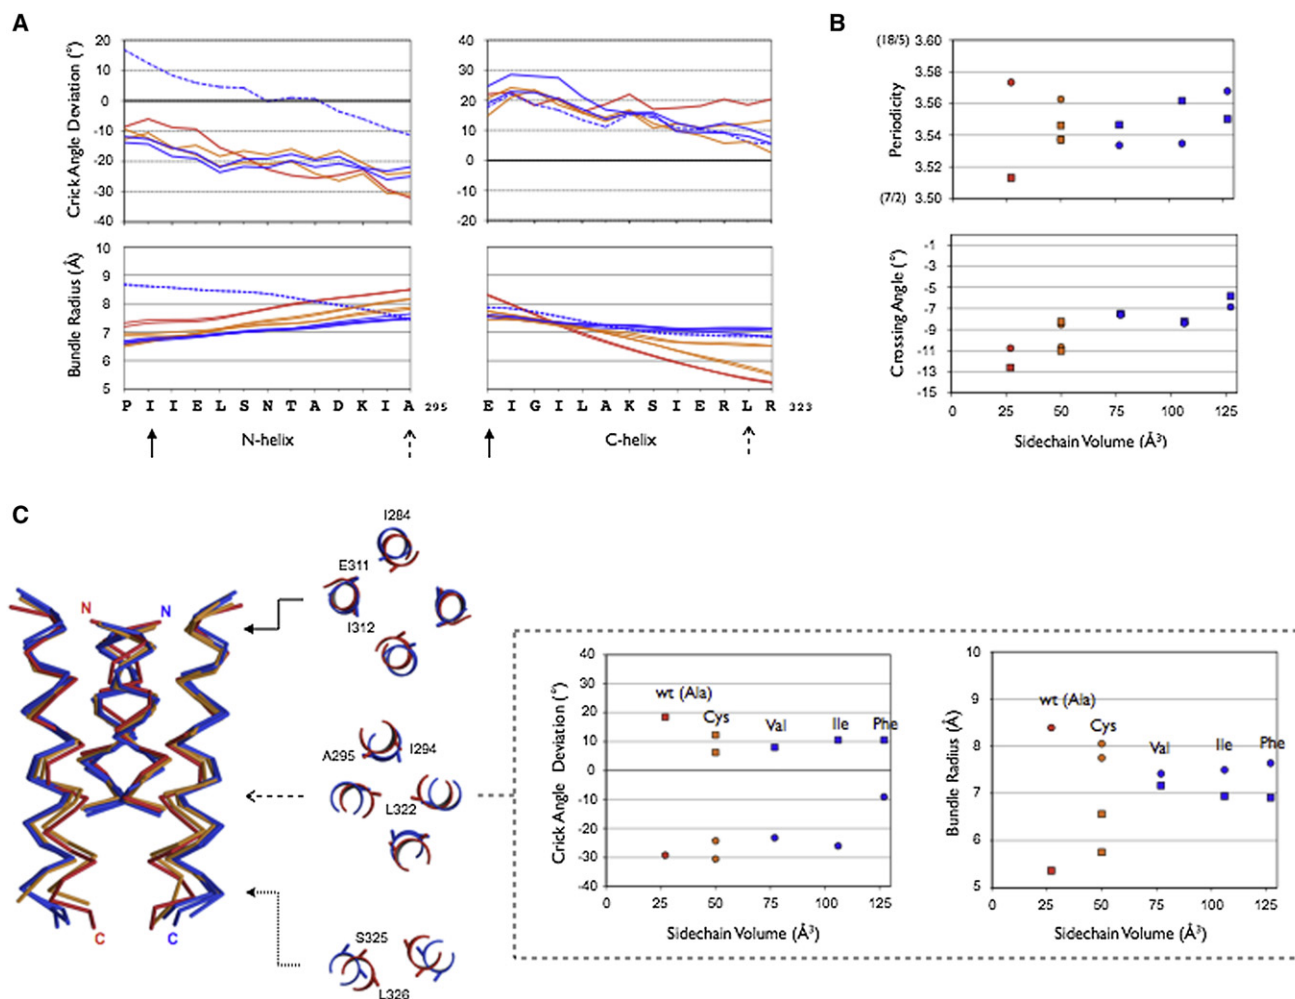 A
Crick Angle Deviation (°)
20
10
0
-10
-20
-30
-40
40
30
20
10
0
-10
-20
Bundle Radius (Å)
10
9
8
7
6
5
P I I E L S N T A D K I A 295
N-helix
E I G I L A K S I E R L R 323
C-helix
B
Periodicity
(18/5) 3.60
3.58
3.56
3.54
3.52
(7/2) 3.50
Crossing Angle (°)
-1
-3
-5
-7
-9
-11
-13
-15
0 25 50 75 100 125
Sidechain Volume (Å³)
C
N
N
C
C
I284
E311
I312
A295
I294
L322
S325
L326
Crick Angle Deviation (°)
40
30
20
10
0
-10
-20
-30
-40
wt (Ala)
Cys
Val
Ile
Phe
0 25 50 75 100 125
Sidechain Volume (Å³)
Bundle Radius (Å)
10
9
8
7
6
5
wt (Ala)
Cys
Val
Ile
Phe
0 25 50 75 100 125
Sidechain Volume (Å³)